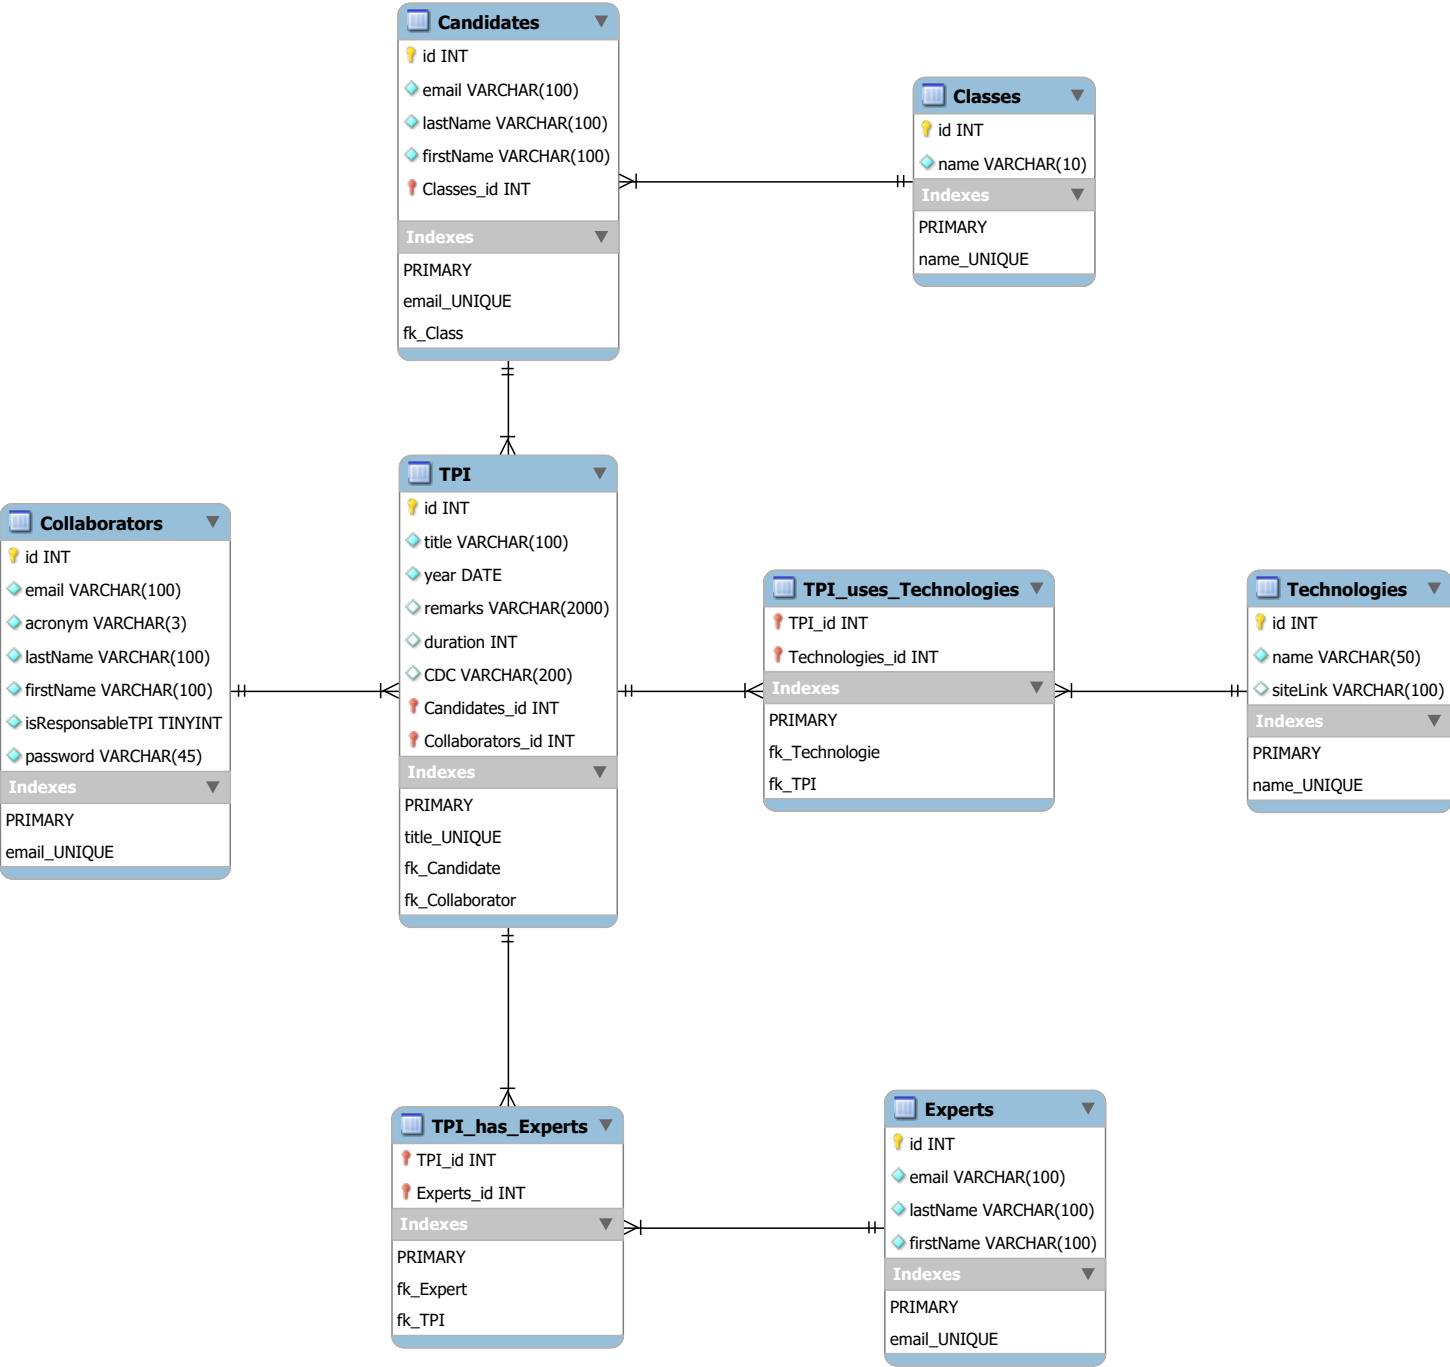 Candidates
id INT
email VARCHAR(100)
lastName VARCHAR(100)
firstName VARCHAR(100)
Classes_id INT
Indexes
PRIMARY
email_UNIQUE
fk_Class
Classes
id INT
name VARCHAR(10)
Indexes
PRIMARY
name_UNIQUE
TPI
id INT
title VARCHAR(100)
year DATE
remarks VARCHAR(2000)
duration INT
CDC VARCHAR(200)
Candidates_id INT
Collaborators_id INT
Indexes
PRIMARY
title_UNIQUE
fk_Candidate
fk_Collaborator
Collaborators
id INT
email VARCHAR(100)
acronym VARCHAR(3)
lastName VARCHAR(100)
firstName VARCHAR(100)
isResponsableTPI TINYINT
password VARCHAR(45)
Indexes
PRIMARY
email_UNIQUE
TPI_uses_Technologies
TPI_id INT
Technologies_id INT
Indexes
PRIMARY
fk_Technologie
fk_TPI
Technologies
id INT
name VARCHAR(50)
siteLink VARCHAR(100)
Indexes
PRIMARY
name_UNIQUE
TPI_has_Experts
TPI_id INT
Experts_id INT
Indexes
PRIMARY
fk_Expert
fk_TPI
Experts
id INT
email VARCHAR(100)
lastName VARCHAR(100)
firstName VARCHAR(100)
Indexes
PRIMARY
email_UNIQUE